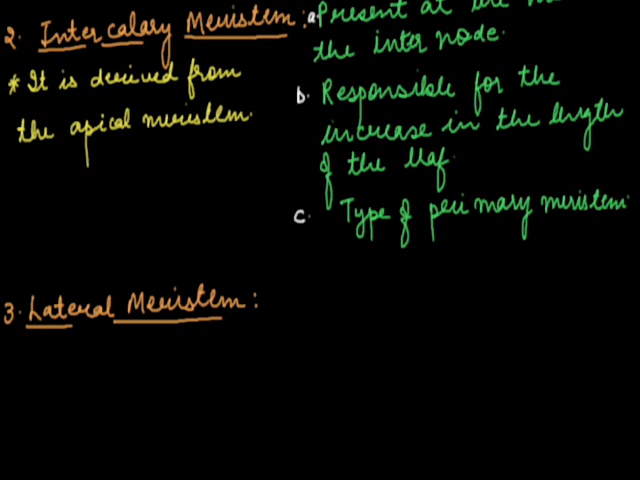 2. Intercalary Meristem: a. Present at the
the inter node.
* It is derived from
the apical meristem.
b. Responsible for the
increase in the length
of the leaf.
c. Type of perimary meristem.
3. Lateral Meristem: